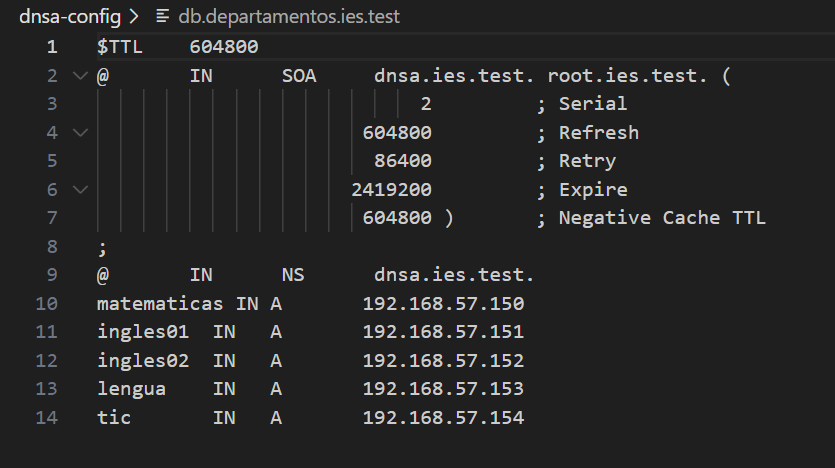 dnsa-config > db.departamentos.ies.test
1 $TTL 604800
2 @ IN SOA dnsa.ies.test. root.ies.test. (
3 2 ; Serial
4 604800 ; Refresh
5 86400 ; Retry
6 2419200 ; Expire
7 604800 ) ; Negative Cache TTL
8 ;
9 @ IN NS dnsa.ies.test.
10 matematicas IN A 192.168.57.150
11 ingles01 IN A 192.168.57.151
12 ingles02 IN A 192.168.57.152
13 lengua IN A 192.168.57.153
14 tic IN A 192.168.57.154